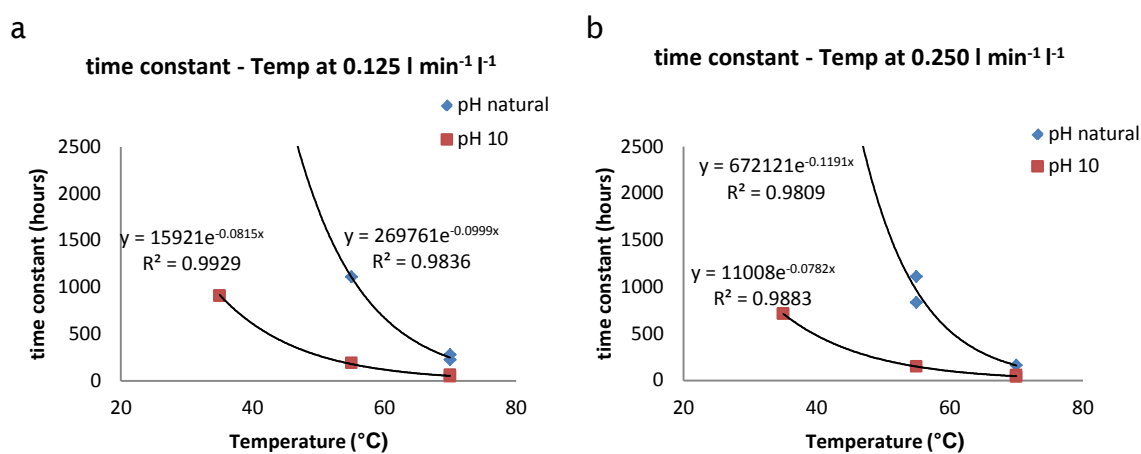 a
time constant - Temp at 0.125 l min⁻¹ l⁻¹
pH natural
pH 10
2500
2000
1500
1000
500
0
time constant (hours)
y = 15921e^-0.0815x
R² = 0.9929
y = 269761e^-0.0999x
R² = 0.9836
20 40 60 80
Temperature (°C)
b
time constant - Temp at 0.250 l min⁻¹ l⁻¹
pH natural
pH 10
2500
2000
1500
1000
500
0
time constant (hours)
y = 672121e^-0.1191x
R² = 0.9809
y = 11008e^-0.0782x
R² = 0.9883
20 40 60 80
Temperature (°C)